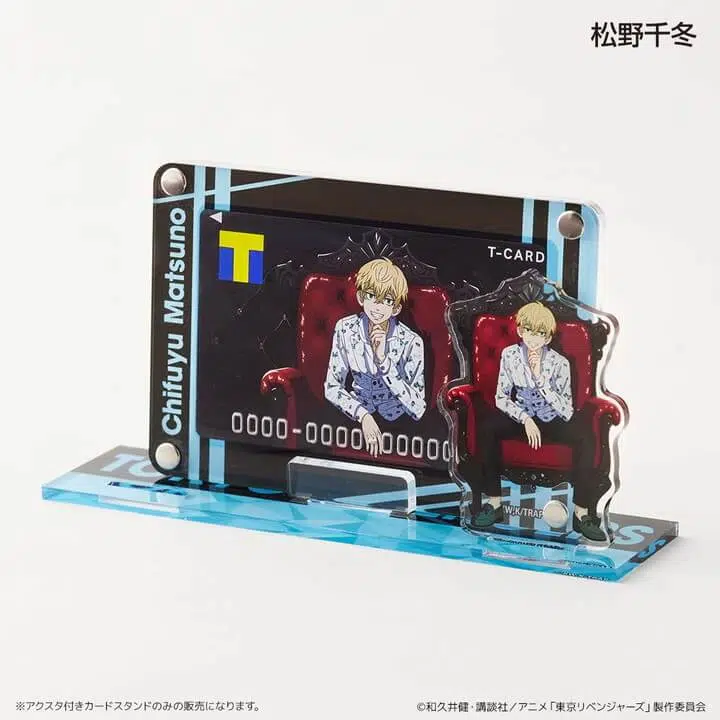 松野千冬
Chifuyu Matsuno
T
T-CARD
0000-0000-00000
W,K/TRAP
※アクスタ付きカードスタンドのみの販売になります。
©和久井健・講談社／アニメ「東京リベンジャーズ」製作委員会